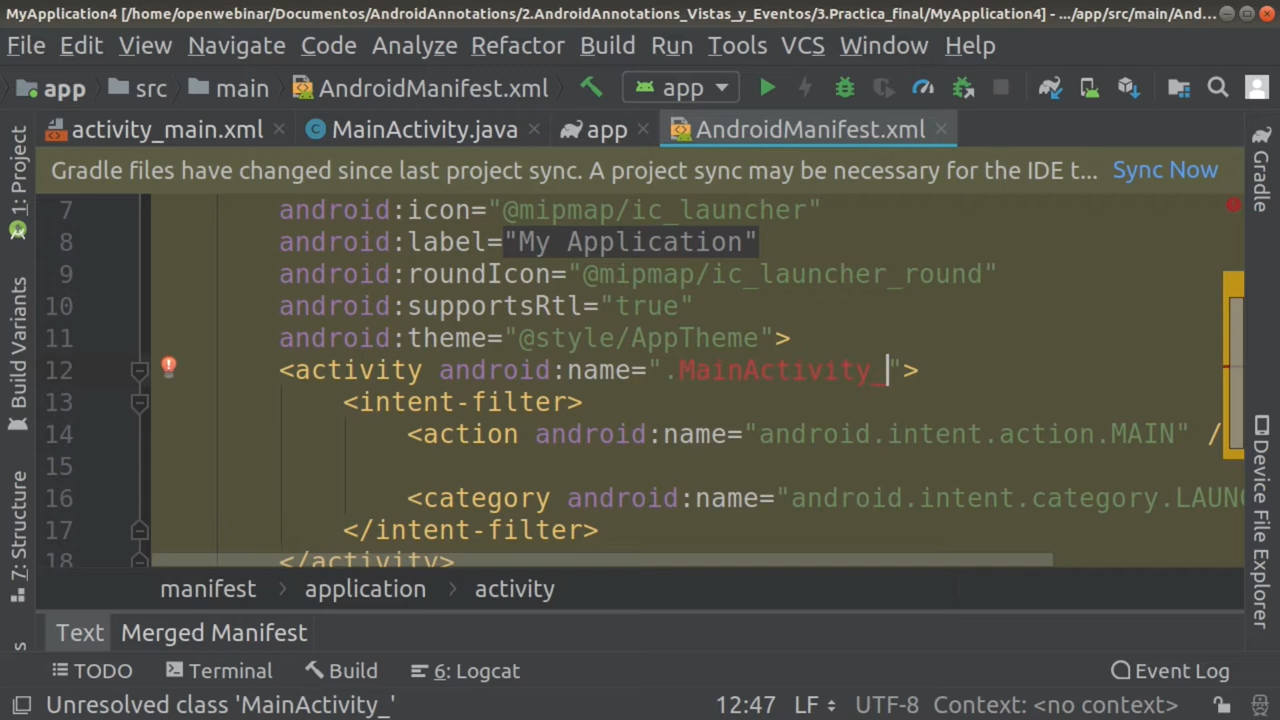 MyApplication4 [/home/openwebinar/Documentos/AndroidAnnotations/2.AndroidAnnotations_Vistas_y_Eventos/3.Practica_final/MyApplication4] - .../app/src/main/And...
File Edit View Navigate Code Analyze Refactor Build Run Tools VCS Window Help
app src main AndroidManifest.xml app
activity_main.xml MainActivity.java app AndroidManifest.xml
Gradle files have changed since last project sync. A project sync may be necessary for the IDE t... Sync Now
7 android:icon="@mipmap/ic_launcher"
8 android:label="My Application"
9 android:roundIcon="@mipmap/ic_launcher_round"
10 android:supportsRtl="true"
11 android:theme="@style/AppTheme">
12 <activity android:name=".MainActivity_">
13 <intent-filter>
14 <action android:name="android.intent.action.MAIN" /
15
16 <category android:name="android.intent.category.LAUNC
17 </intent-filter>
18 </activity>
manifest application activity
Text Merged Manifest
TODO Terminal Build 6: Logcat Event Log
Unresolved class 'MainActivity_' 12:47 LF UTF-8 Context: <no context>
1: Project
Build Variants
7: Structure
s
Gradle
Device File Explorer